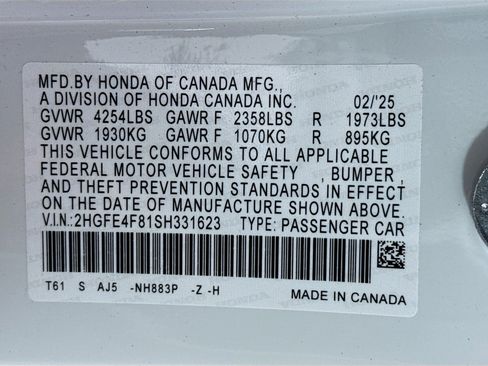 MFD.BY HONDA OF CANADA MFG.,
A DIVISION OF HONDA CANADA INC. 02/'25
GVWR 4254LBS GAWR F 2358LBS R 1973LBS
GVWR 1930KG GAWR F 1070KG R 895KG
THIS VEHICLE CONFORMS TO ALL APPLICABLE
FEDERAL MOTOR VEHICLE SAFETY , BUMPER ,
AND THEFT PREVENTION STANDARDS IN EFFECT
ON THE DATE OF MANUFACTURE SHOWN ABOVE.
V.I.N:2HGFE4F81SH331623 TYPE: PASSENGER CAR
T61 S AJ5 -NH883P -Z -H
MADE IN CANADA